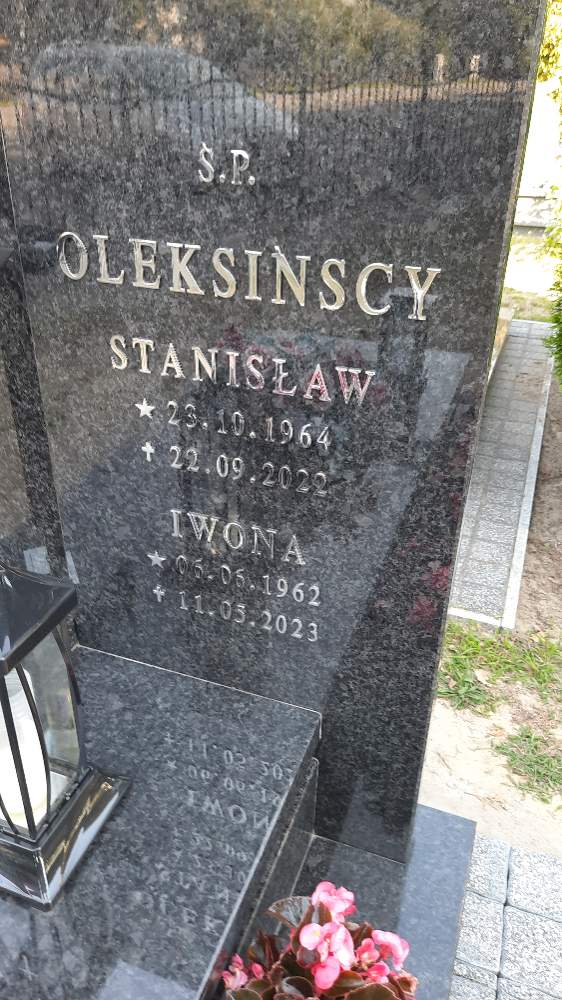 Ś.P.
OLEKSIŃSCY
STANISŁAW
★ 23.10.1964
✝ 22.09.2022
IWONA
★ 06.06.1962
✝ 11.05.2023